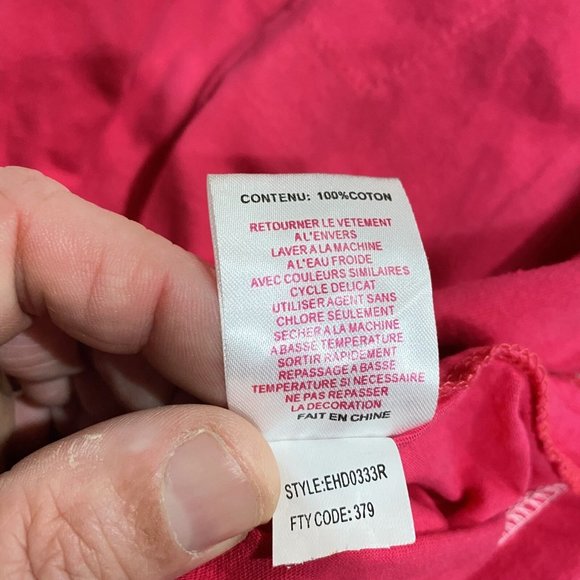 CONTENU: 100%COTON
RETOURNER LE VETEMENT
A L'ENVERS
LAVER A LA MACHINE
A L'EAU FROIDE
AVEC COULEURS SIMILAIRES
CYCLE DELICAT
UTILISER AGENT SANS
CHLORE SEULEMENT
SECHER A LA MACHINE
A BASSE TEMPERATURE
SORTIR RAPIDEMENT
REPASSAGE A BASSE
TEMPERATURE SI NECESSAIRE
NE PAS REPASSER
LA DECORATION
FAIT EN CHINE
STYLE:EHD0333R
FTY CODE: 379